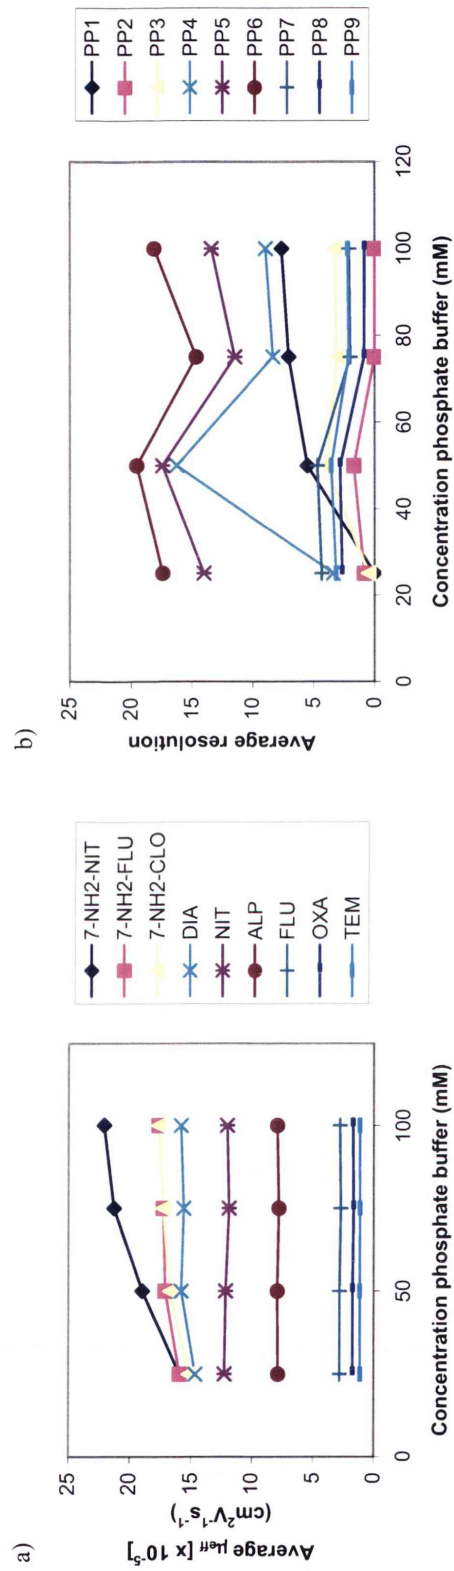 a)
Average μeff [x 10-5]
(cm2V-1s-1)
25
20
15
10
5
0
0
50
100
Concentration phosphate buffer (mM)
7-NH2-NIT
7-NH2-FLU
7-NH2-CLO
DIA
NIT
ALP
FLU
OXA
TEM
b)
Average resolution
25
20
15
10
5
0
0
20
40
60
80
100
120
Concentration phosphate buffer (mM)
PP1
PP2
PP3
PP4
PP5
PP6
PP7
PP8
PP9